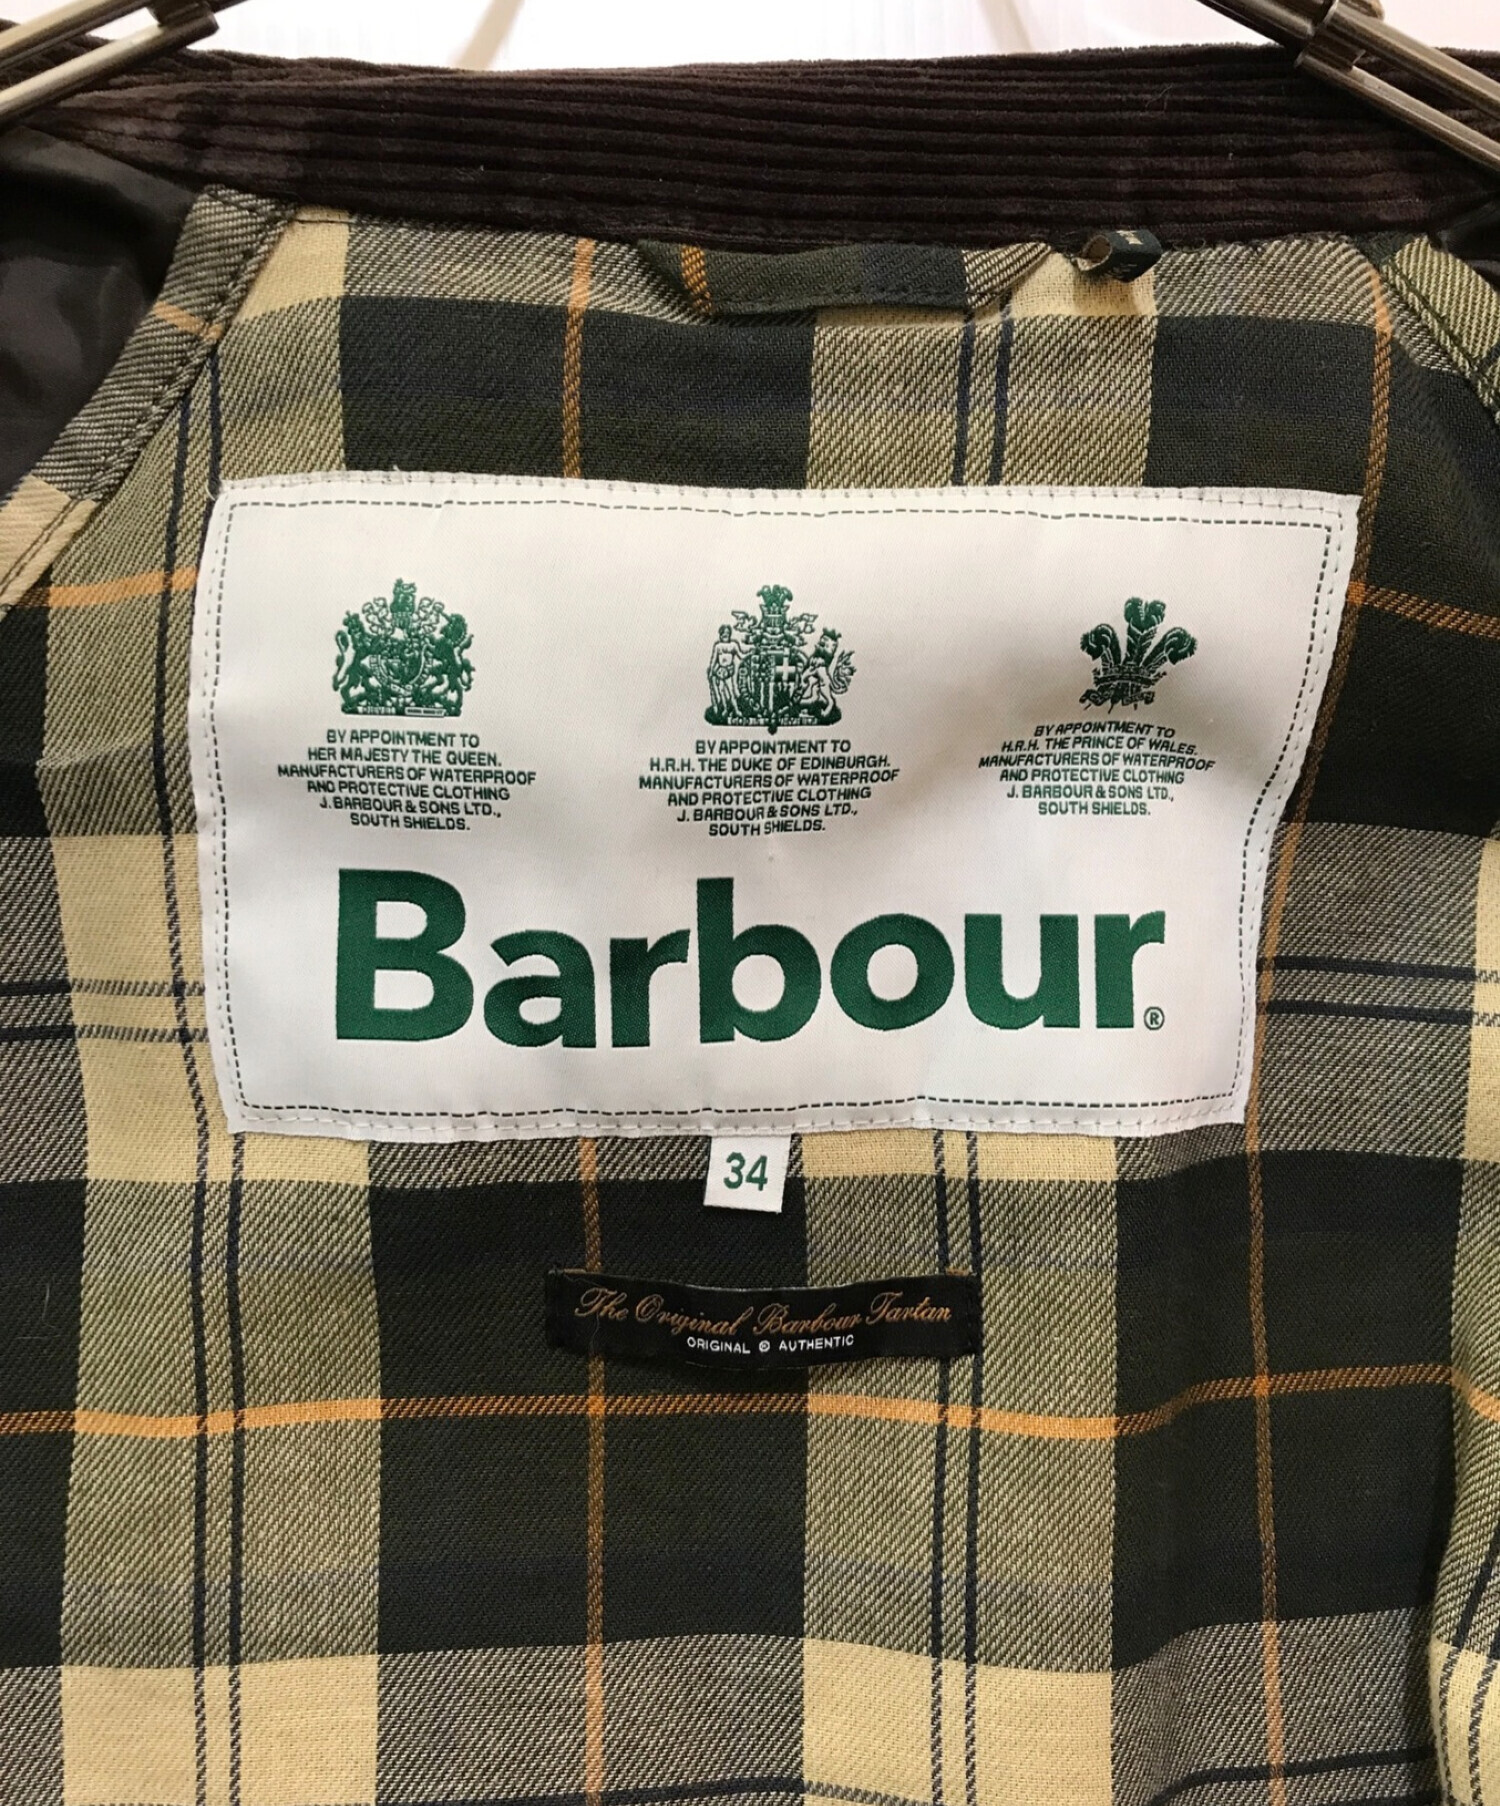 BY APPOINTMENT TO
HER MAJESTY THE QUEEN.
MANUFACTURERS OF WATERPROOF
AND PROTECTIVE CLOTHING
J. BARBOUR & SONS LTD.,
SOUTH SHIELDS.
BY APPOINTMENT TO
H.R.H. THE DUKE OF EDINBURGH.
MANUFACTURERS OF WATERPROOF
AND PROTECTIVE CLOTHING
J. BARBOUR & SONS LTD.,
SOUTH SHIELDS.
BY APPOINTMENT TO
H.R.H. THE PRINCE OF WALES.
MANUFACTURERS OF WATERPROOF
AND PROTECTIVE CLOTHING
J. BARBOUR & SONS LTD.,
SOUTH SHIELDS.
Barbour®
34
The Original Barbour Tartan
ORIGINAL ® AUTHENTIC